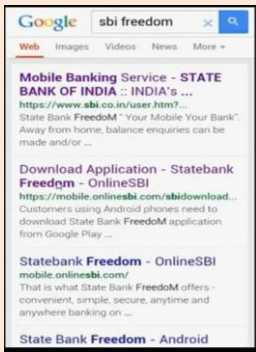 Google sbi freedom ×
Web Images Videos News More
Mobile Banking Service - STATE
BANK OF INDIA :: INDIA's ...
https://www.sbi.co.in/user.htm?...
State Bank FreedoM " Your Mobile Your Bank".
Away from home, balance enquiries can be
made and/or ...
Download Application - Statebank
Freedom - OnlineSBI
https://mobile.onlinesbi.com/sbidownload...
Customers using Android phones need to
download State Bank FreedoM application
from Google Play ...
Statebank Freedom - OnlineSBI
mobile.onlinesbi.com/
That is what State Bank FreedoM offers -
convenient, simple, secure, anytime and
anywhere banking on ...
State Bank Freedom - Android